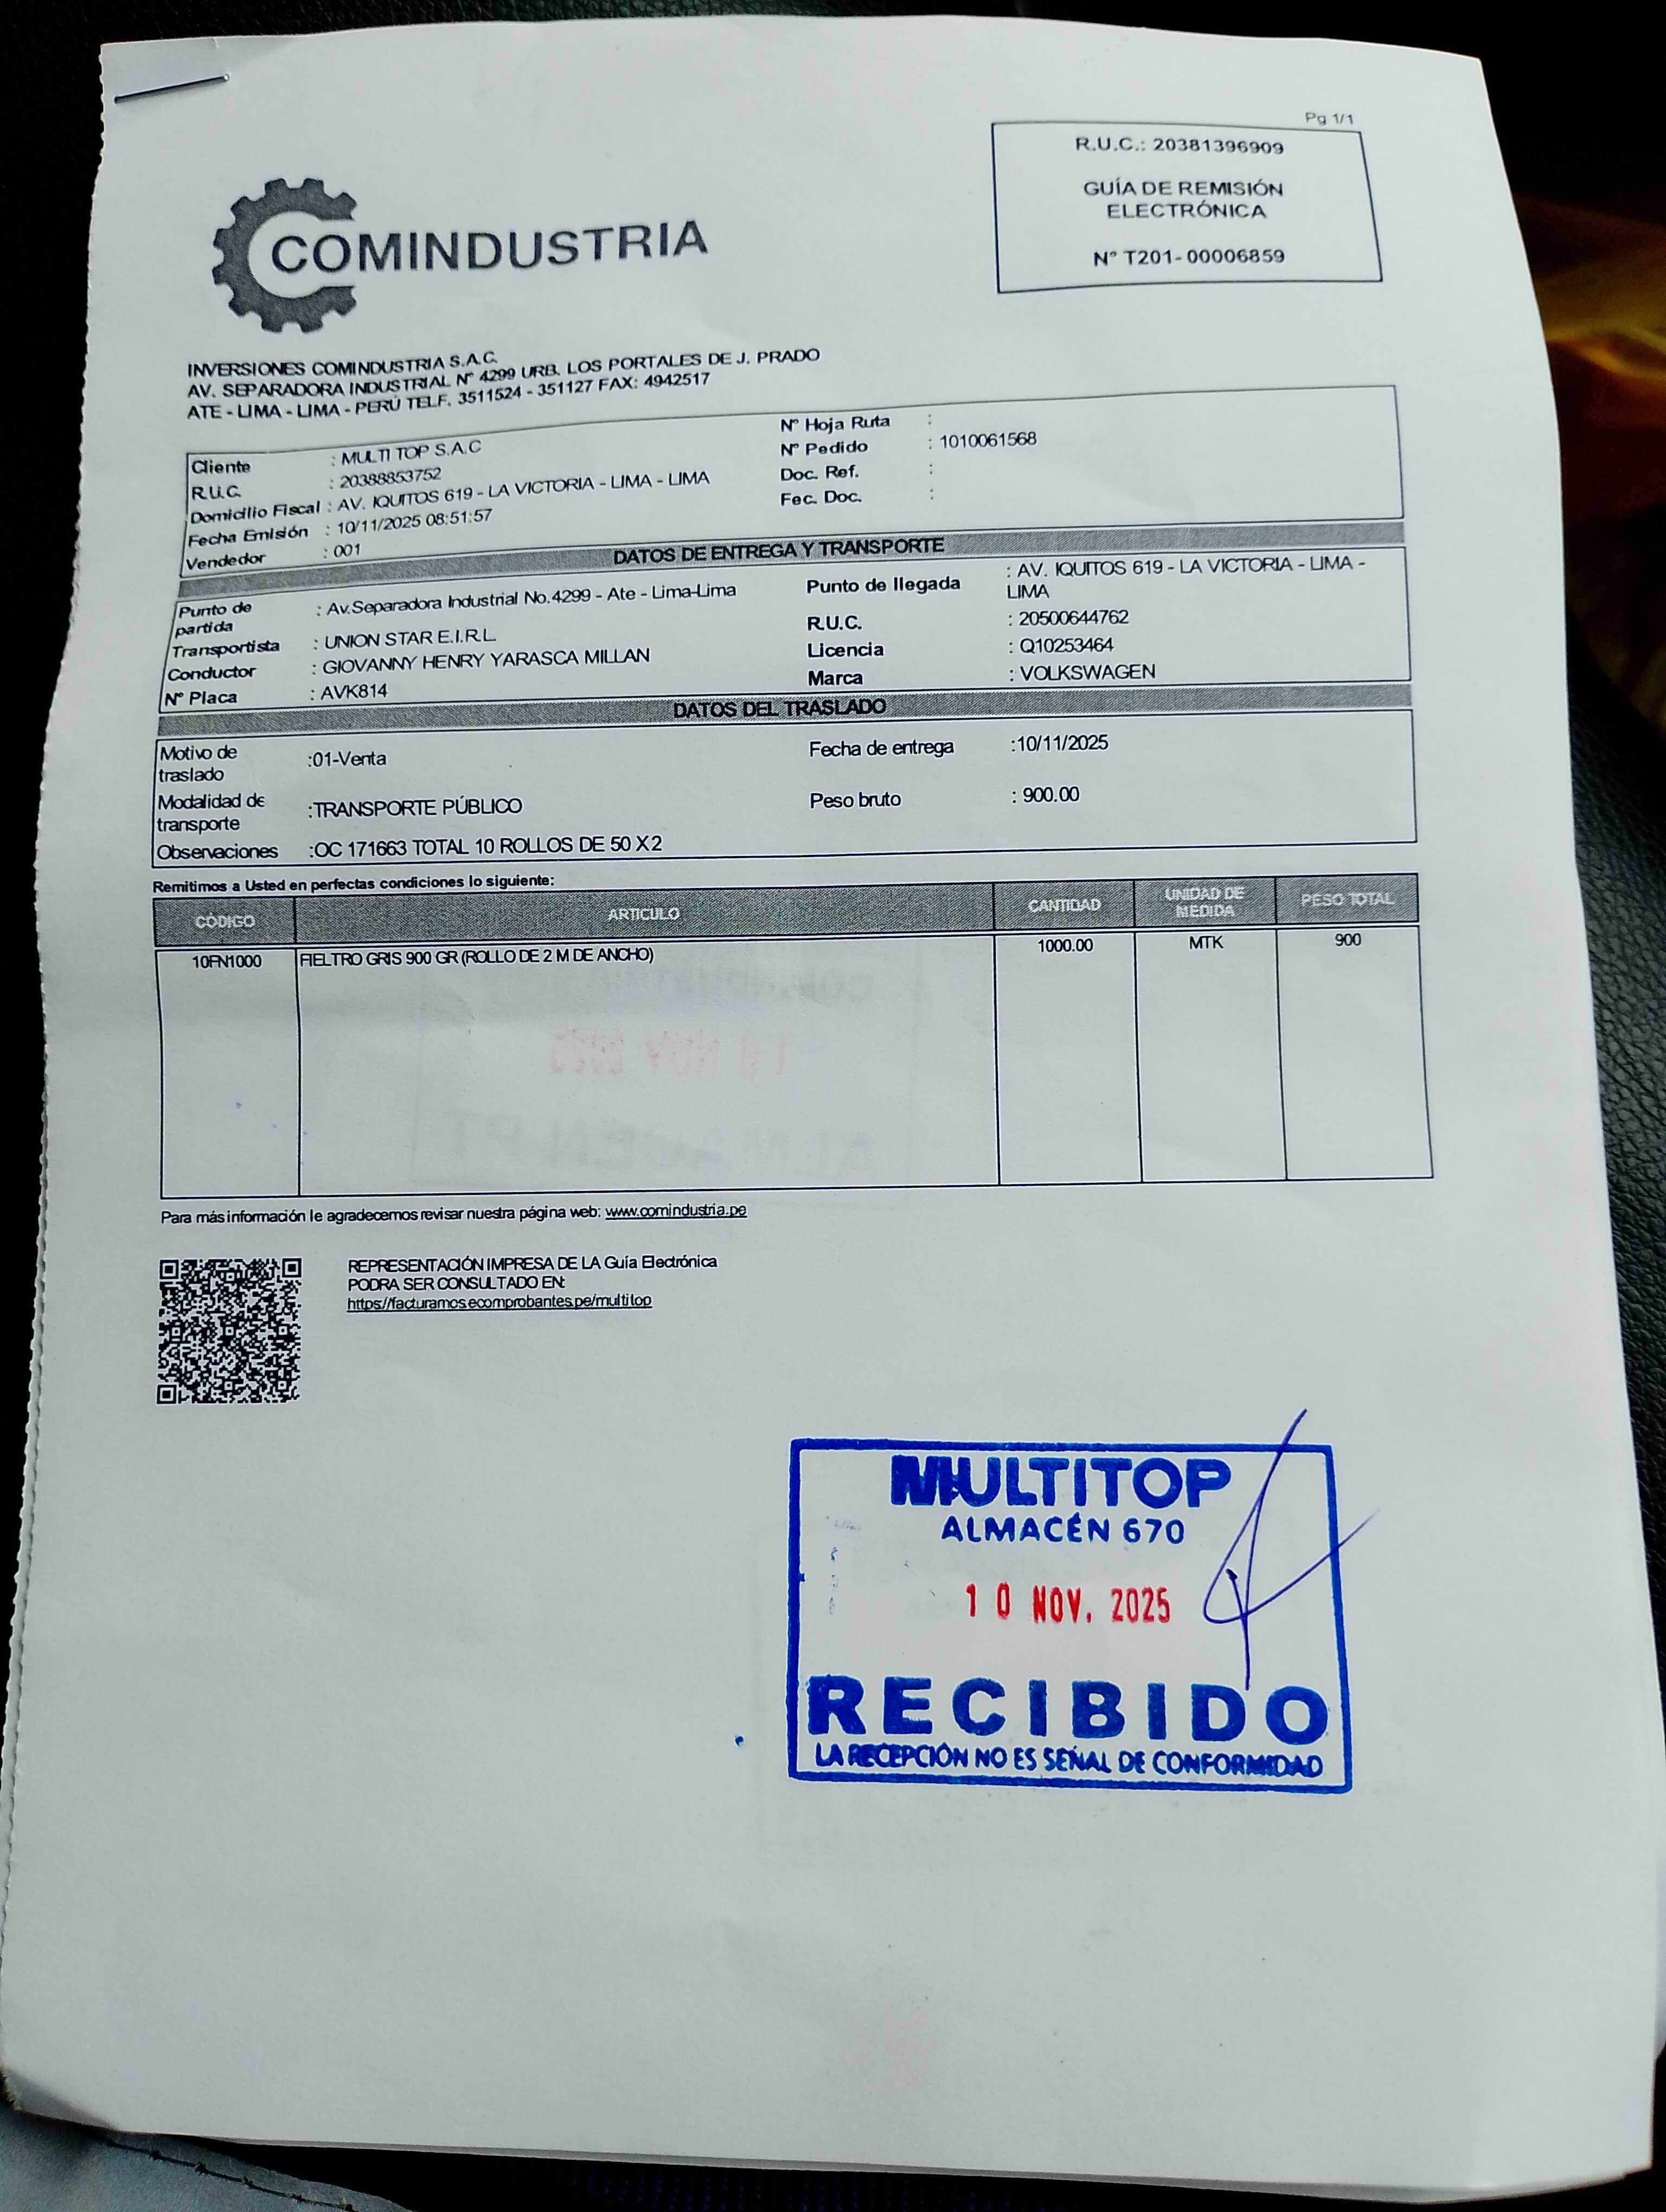 Pg 1/1
R.U.C.: 20381396909
GUÍA DE REMISIÓN
ELECTRÓNICA
N° T201-00006859
COMINDUSTRIA
INVERSIONES COMINDUSTRIA S.A.C.
AV. SEPARADORA INDUSTRIAL N° 4299 URB. LOS PORTALES DE J. PRADO
ATE - LIMA - LIMA - PERÚ TELF. 3511524 - 351127 FAX: 4942517
Cliente : MULTI TOP S.A.C
R.U.C. : 20388853752
Domicilio Fiscal : AV. IQUITOS 619 - LA VICTORIA - LIMA - LIMA
Fecha Emisión : 10/11/2025 08:51:57
Vendedor : 001
N° Hoja Ruta :
N° Pedido : 1010061568
Doc. Ref. :
Fec. Doc. :
DATOS DE ENTREGA Y TRANSPORTE
Punto de partida : Av.Separadora Industrial No.4299 - Ate - Lima-Lima
Transportista : UNION STAR E.I.R.L
Conductor : GIOVANNY HENRY YARASCA MILLAN
N° Placa : AVK814
Punto de llegada : AV. IQUITOS 619 - LA VICTORIA - LIMA -
LIMA
R.U.C. : 20500644762
Licencia : Q10253464
Marca : VOLKSWAGEN
DATOS DEL TRASLADO
Motivo de traslado :01-Venta
Fecha de entrega :10/11/2025
Modalidad de transporte :TRANSPORTE PÚBLICO
Peso bruto : 900.00
Observaciones :OC 171663 TOTAL 10 ROLLOS DE 50 X 2
Remitimos a Usted en perfectas condiciones lo siguiente:
CÓDIGO ARTICULO CANTIDAD UNIDAD DE MEDIDA PESO TOTAL
10FN1000 FIELTRO GRIS 900 GR (ROLLO DE 2 M DE ANCHO) 1000.00 MTK 900
Para más información le agradecemos revisar nuestra página web: www.comindustria.pe
REPRESENTACIÓN IMPRESA DE LA Guía Electrónica
PODRA SER CONSULTADO EN:
https://facturamos.ecomprobantes.pe/multitop
MULTITOP
ALMACÉN 670
10 NOV. 2025
RECIBIDO
LA RECEPCIÓN NO ES SEÑAL DE CONFORMIDAD